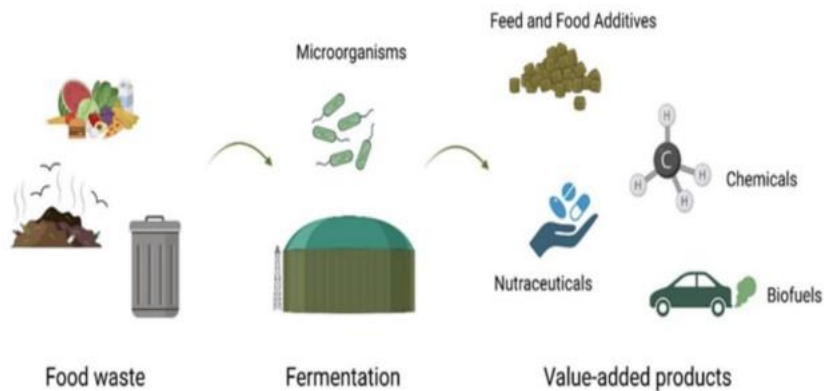 Feed and Food Additives
Microorganisms
H
C
H
H
H
Chemicals
Nutraceuticals
Biofuels
Food waste
Fermentation
Value-added products